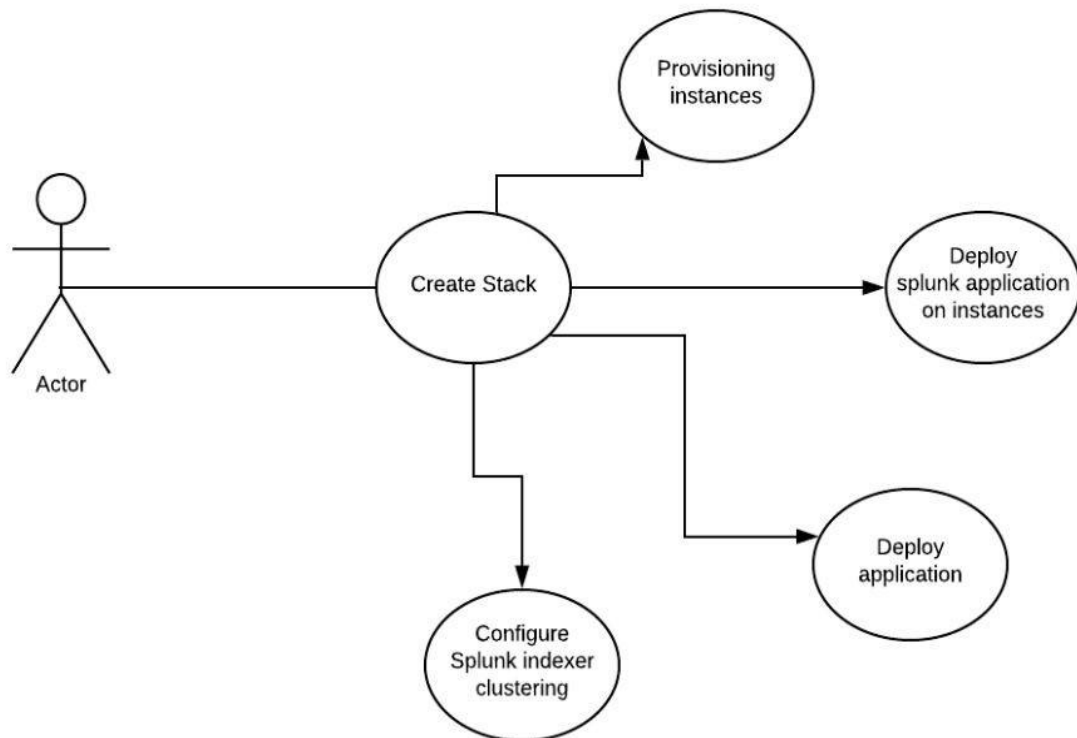 Provisioning
instances
Create Stack
Deploy
splunk application
on instances
Actor
Deploy
application
Configure
Splunk indexer
clustering